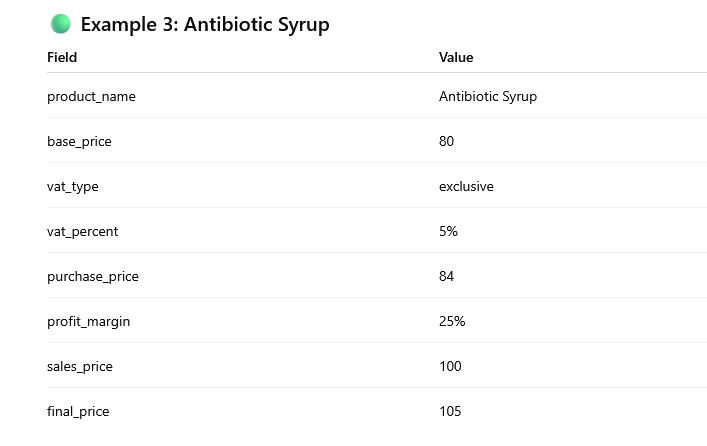 Example 3: Antibiotic Syrup
Field Value
product_name Antibiotic Syrup
base_price 80
vat_type exclusive
vat_percent 5%
purchase_price 84
profit_margin 25%
sales_price 100
final_price 105